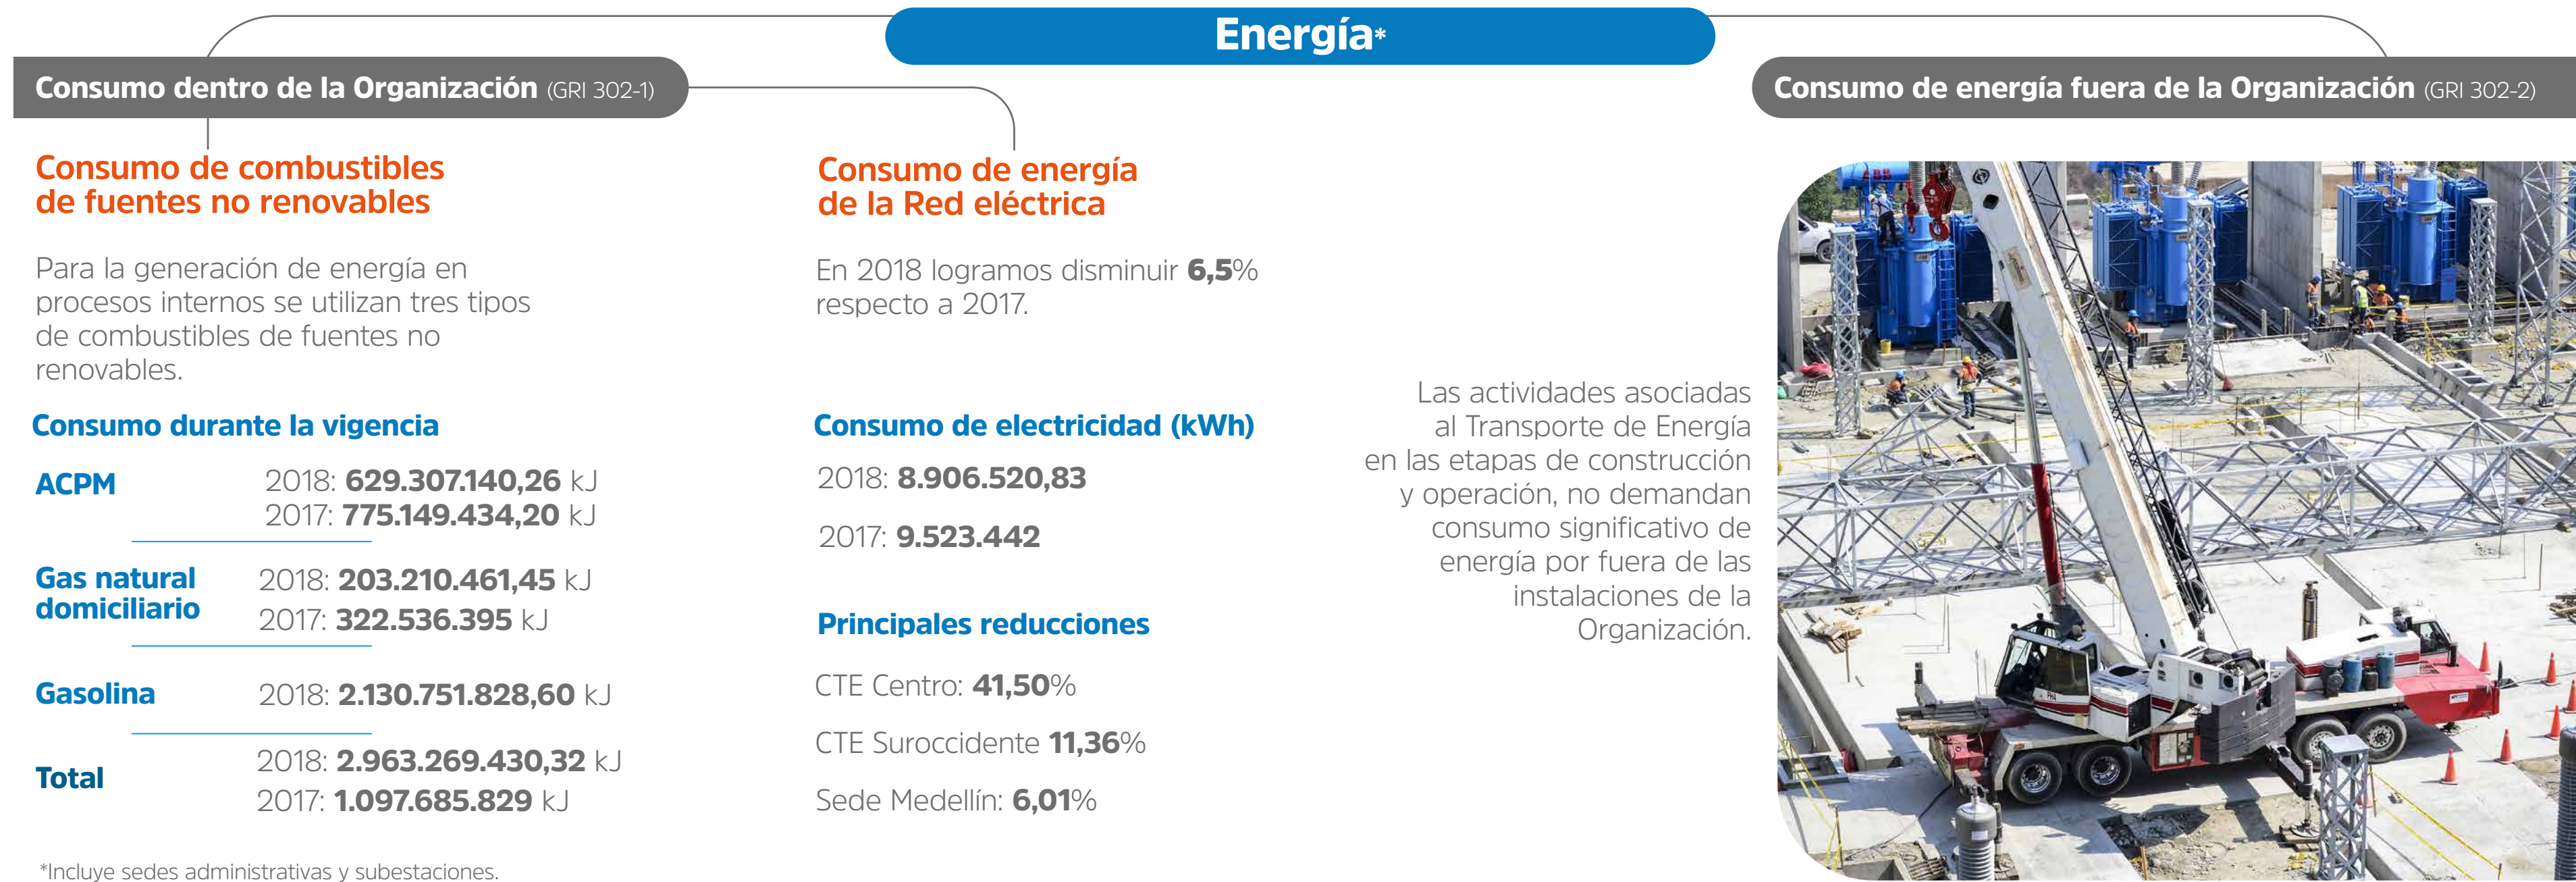 Energía*
Consumo dentro de la Organización (GRI 302-1)
Consumo de combustibles
de fuentes no renovables
Para la generación de energía en
procesos internos se utilizan tres tipos
de combustibles de fuentes no
renovables.
Consumo durante la vigencia
ACPM
2018: 629.307.140,26 kJ
2017: 775.149.434,20 kJ
Gas natural
domiciliario
2018: 203.210.461,45 kJ
2017: 322.536.395 kJ
Gasolina
2018: 2.130.751.828,60 kJ
Total
2018: 2.963.269.430,32 kJ
2017: 1.097.685.829 kJ
*Incluye sedes administrativas y subestaciones.
Consumo de energía
de la Red eléctrica
En 2018 logramos disminuir 6,5%
respecto a 2017.
Consumo de electricidad (kWh)
2018: 8.906.520,83
2017: 9.523.442
Principales reducciones
CTE Centro: 41,50%
CTE Suroccidente 11,36%
Sede Medellín: 6,01%
Consumo de energía fuera de la Organización (GRI 302-2)
Las actividades asociadas
al Transporte de Energía
en las etapas de construcción
y operación, no demandan
consumo significativo de
energía por fuera de las
instalaciones de la
Organización.
ABB